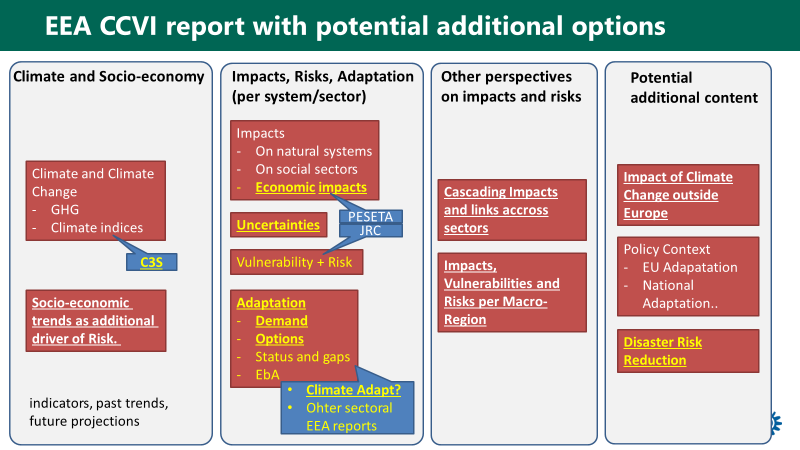 EEA CCVI report with potential additional options
Climate and Socio-economy
Climate and Climate
Change
- GHG
- Climate indices
C3S
Socio-economic
trends as additional
driver of Risk.
indicators, past trends,
future projections
Impacts, Risks, Adaptation
(per system/sector)
Impacts
- On natural systems
- On social sectors
- Economic impacts
PESETA
JRC
Uncertainties
Vulnerability + Risk
Adaptation
- Demand
- Options
- Status and gaps
- EbA
• Climate Adapt?
• Ohter sectoral
EEA reports
Other perspectives
on impacts and risks
Cascading Impacts
and links accross
sectors
Impacts,
Vulnerabilities and
Risks per Macro-
Region
Potential
additional content
Impact of Climate
Change outside
Europe
Policy Context
- EU Adapatation
- National
Adaptation..
Disaster Risk
Reduction